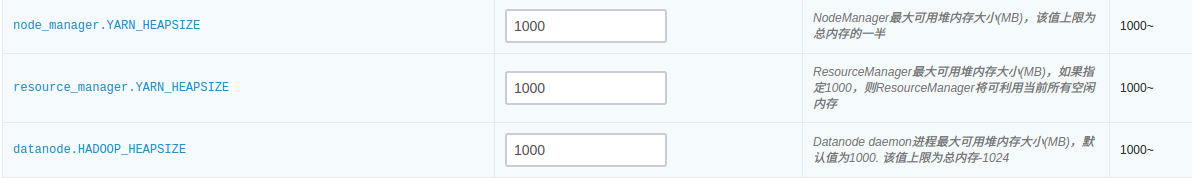 node_manager.YARN_HEAPSIZE
1000
NodeManager最大可用堆内存大小(MB)，该值上限为
总内存的一半
1000~
resource_manager.YARN_HEAPSIZE
1000
ResourceManager最大可用堆内存大小(MB)，如果指
定1000，则ResourceManager将可利用当前所有空闲
内存
1000~
datanode.HADOOP_HEAPSIZE
1000
Datanode daemon进程最大可用堆内存大小(MB)，默
认值为1000. 该值上限为总内存-1024
1000~